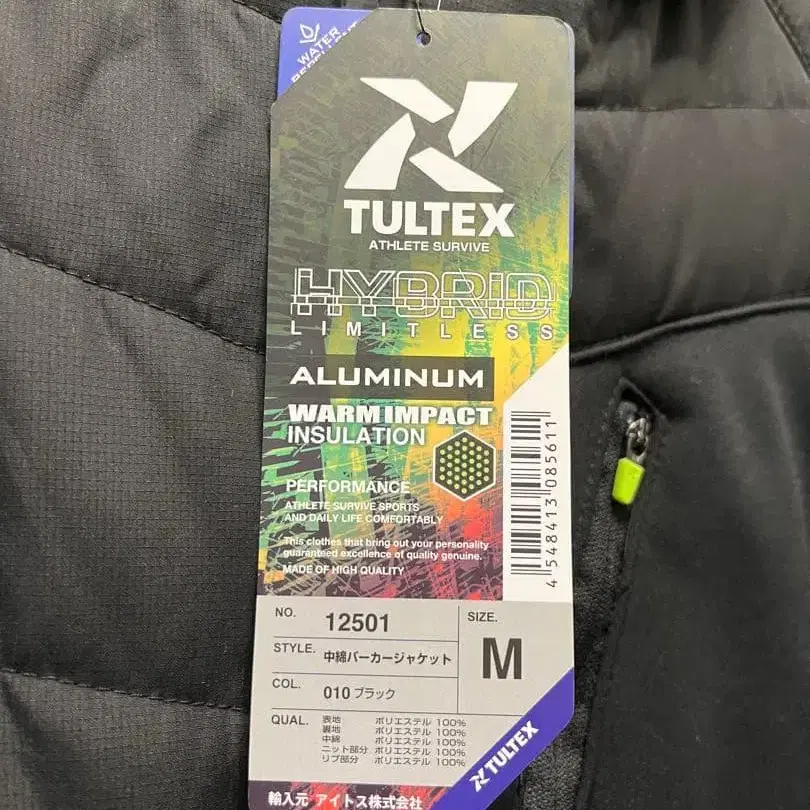 WATER
REPELLENT
TULTEX
ATHLETE SURVIVE
HYBRID
LIMITLESS
ALUMINUM
WARM IMPACT
INSULATION
PERFORMANCE
ATHLETE SURVIVE SPORTS
AND DAILY LIFE COMFORTABLY
This clothes that bring out your personality
guaranteed excellence of quality genuine.
MADE OF HIGH QUALITY
4 548413 085611
NO. 12501
SIZE. M
STYLE. 中綿パーカージャケット
COL. 010 ブラック
QUAL. 表地 ポリエステル 100%
裏地 ポリエステル 100%
中綿 ポリエステル 100%
ニット部分 ポリエステル 100%
リブ部分 ポリエステル 100%
TULTEX
輸入元 アイトス株式会社